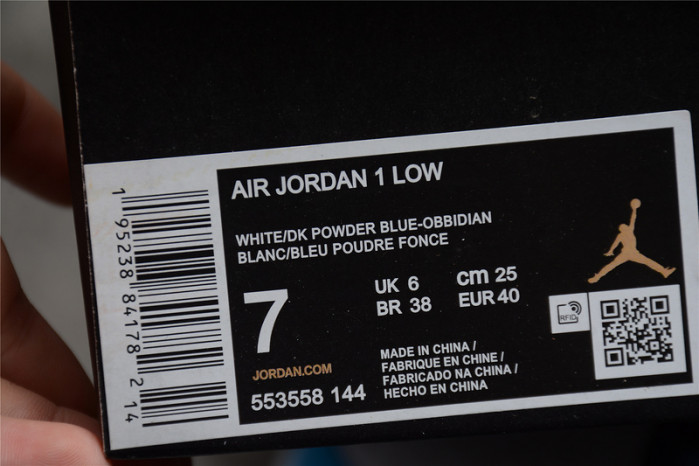 AIR JORDAN 1 LOW
WHITE/DK POWDER BLUE-OBBIDIAN
BLANC/BLEU POUDRE FONCE
7
UK 6 cm 25
BR 38 EUR 40
RFID
JORDAN.COM
553558 144
MADE IN CHINA /
FABRIQUE EN CHINE /
FABRICADO NA CHINA /
HECHO EN CHINA
1 95238 84178 2 14